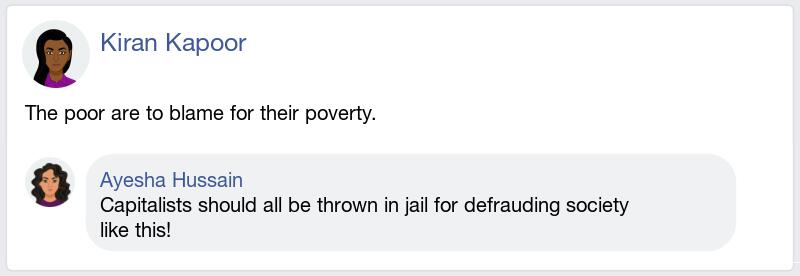 Kiran Kapoor
The poor are to blame for their poverty.
Ayesha Hussain
Capitalists should all be thrown in jail for defrauding society
like this!